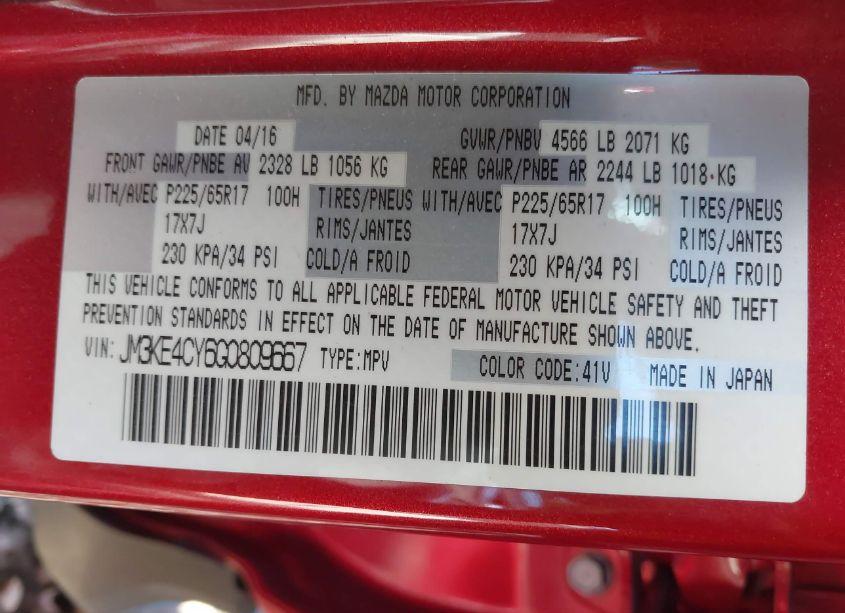 MFD. BY MAZDA MOTOR CORPORATION
DATE 04/16 GVWR/PNBV 4566 LB 2071 KG
FRONT GAWR/PNBE AV 2328 LB 1056 KG REAR GAWR/PNBE AR 2244 LB 1018 KG
WITH/AVEC P225/65R17 100H TIRES/PNEUS WITH/AVEC P225/65R17 100H TIRES/PNEUS
17X7J RIMS/JANTES 17X7J RIMS/JANTES
230 KPA/34 PSI COLD/A FROID 230 KPA/34 PSI COLD/A FROID
THIS VEHICLE CONFORMS TO ALL APPLICABLE FEDERAL MOTOR VEHICLE SAFETY AND THEFT
PREVENTION STANDARDS IN EFFECT ON THE DATE OF MANUFACTURE SHOWN ABOVE.
VIN: JM3KE4CY6G0809667 TYPE:MPV COLOR CODE:41V MADE IN JAPAN